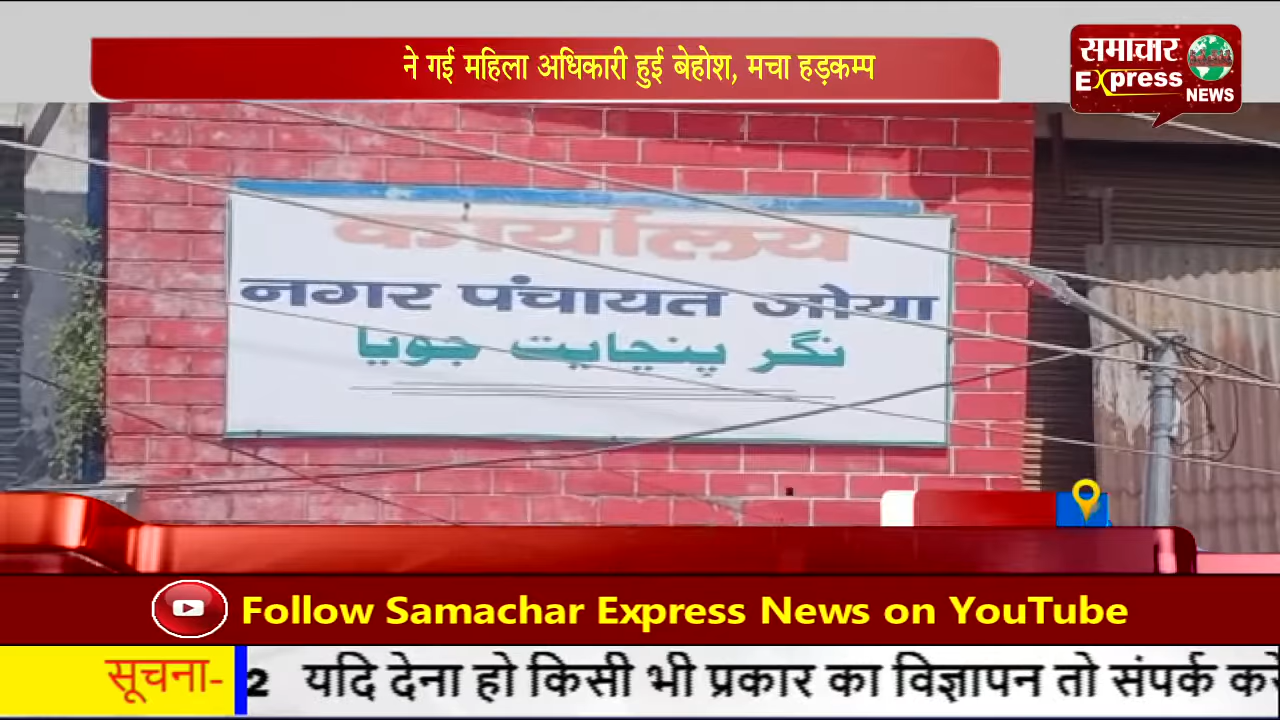 ने गई महिला अधिकारी हुई बेहोश, मचा हड़कम्प
समाचार
Express
NEWS
कार्यालय
नगर पंचायत जोया
نگر پنچایت جویا
Follow Samachar Express News on YouTube
सूचना-
2 यदि देना हो किसी भी प्रकार का विज्ञापन तो संपर्क करे